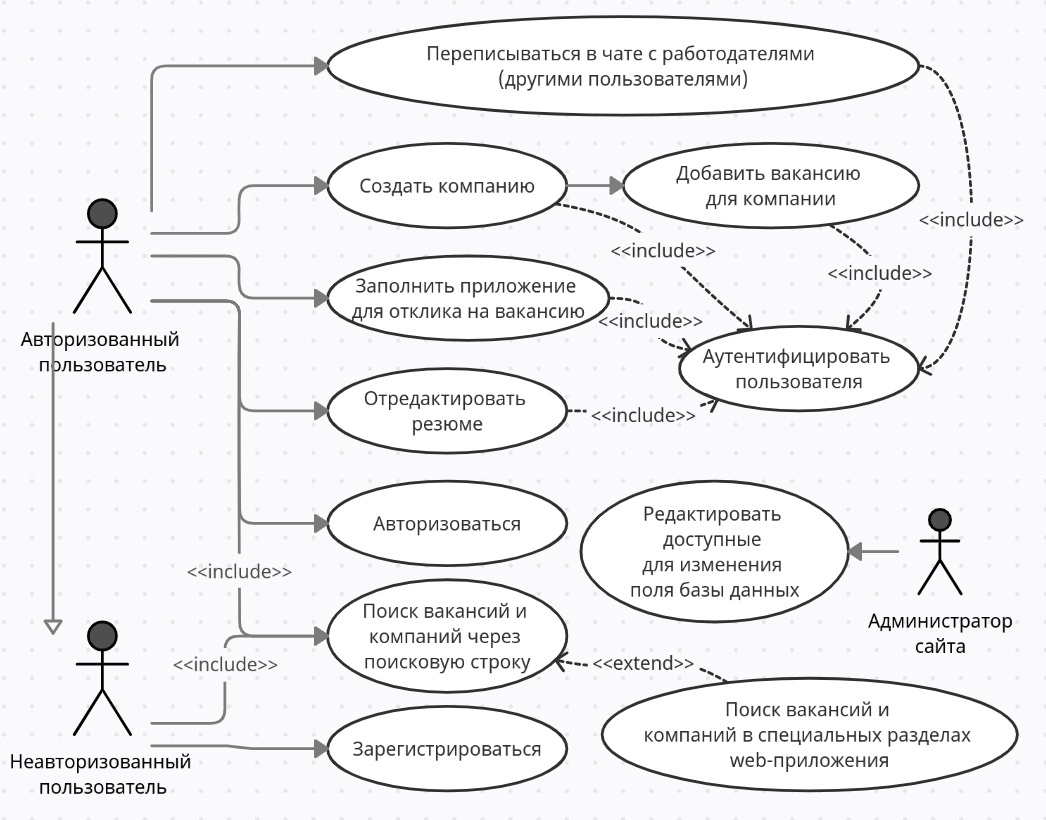 Переписываться в чате с работодателями
(другими пользователями)
Создать компанию
Добавить вакансию
для компании
<<include>>
<<include>>
<<include>>
Заполнить приложение
для отклика на вакансию
<<include>>
Авторизованный
пользователь
Аутентифицировать
пользователя
Отредактировать
резюме
<<include>>
Авторизоваться
Редактировать
доступные
для изменения
поля базы данных
<<include>>
Администратор
сайта
Поиск вакансий и
компаний через
поисковую строку
<<include>>
<<extend>>
Поиск вакансий и
компаний в специальных разделах
web-приложения
Зарегистрироваться
Неавторизованный
пользователь